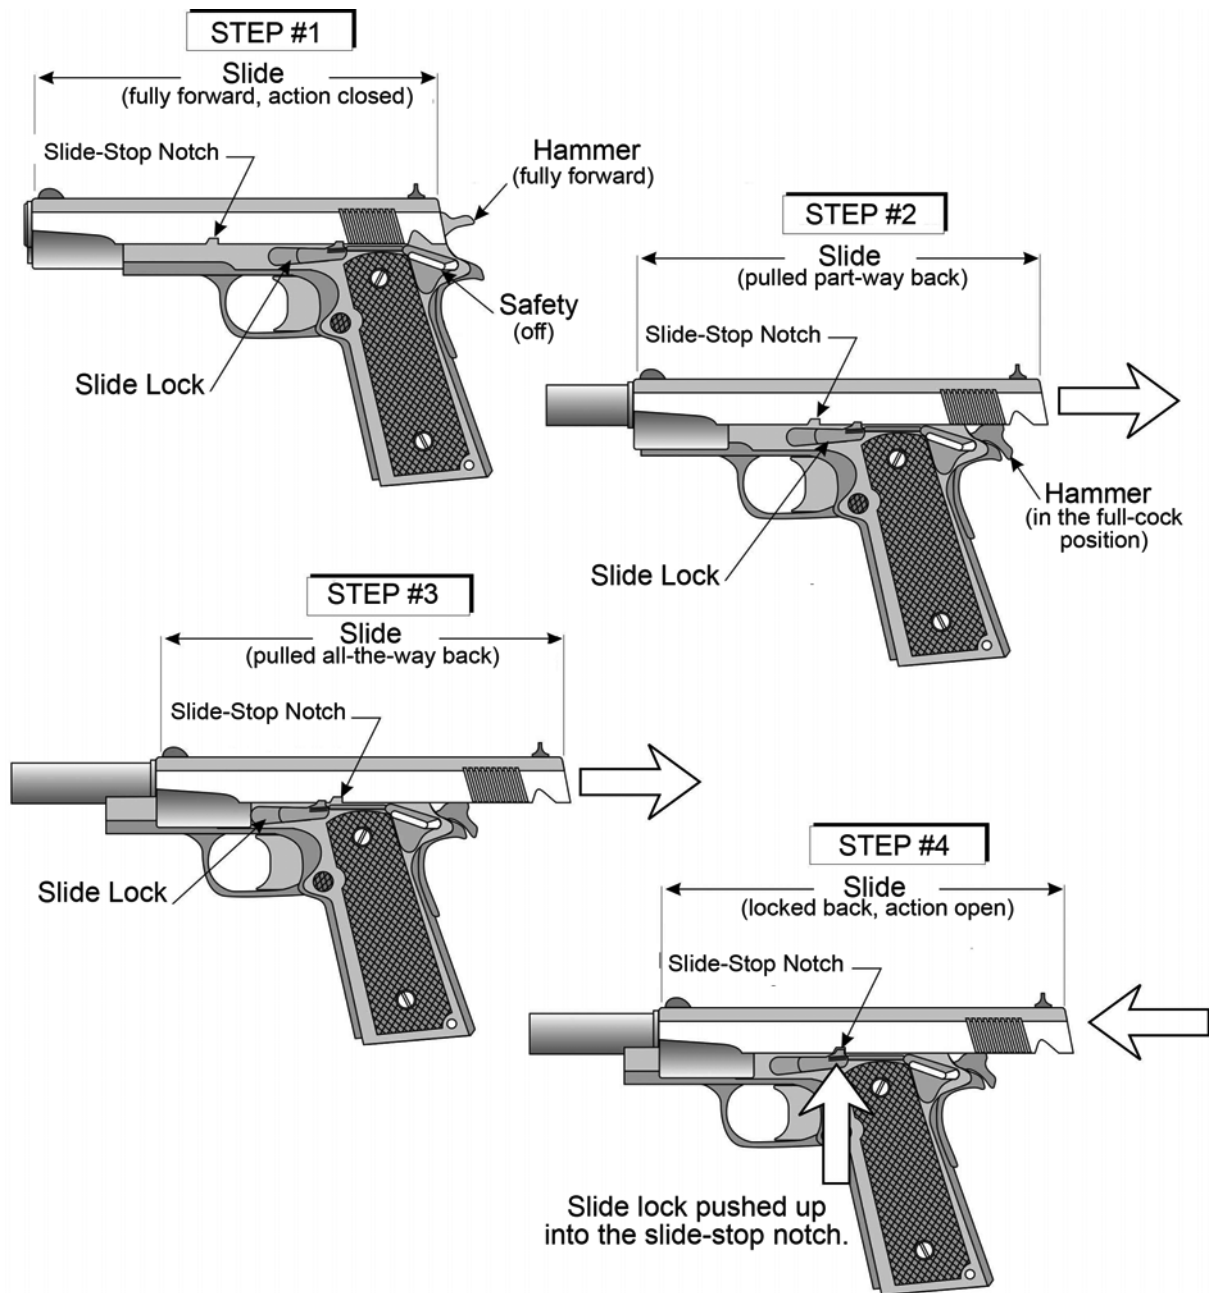 STEP #1
Slide
(fully forward, action closed)
Slide-Stop Notch
Hammer
(fully forward)
Safety
(off)
Slide Lock
STEP #2
Slide
(pulled part-way back)
Slide-Stop Notch
Hammer
(in the full-cock
position)
Slide Lock
STEP #3
Slide
(pulled all-the-way back)
Slide-Stop Notch
Slide Lock
STEP #4
Slide
(locked back, action open)
Slide-Stop Notch
Slide lock pushed up
into the slide-stop notch.